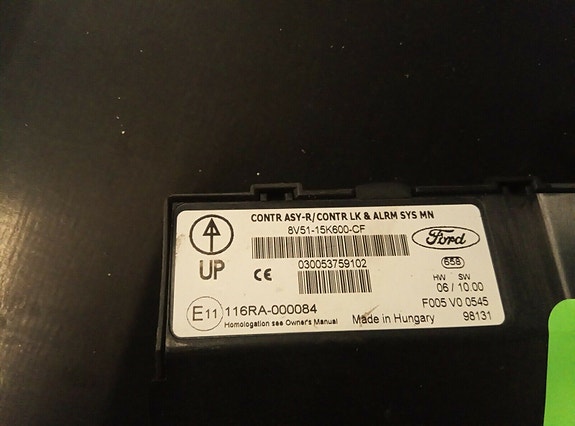 CONTR ASY-R/CONTR LK & ALRM SYS MN
8V51-15K600-CF
Ford
UP
CE
030053759102
658
HW SW
06 / 10.00
E11 116RA-000084
F005 V0 0545
Homologation see Owner's Manual
Made in Hungary
98131